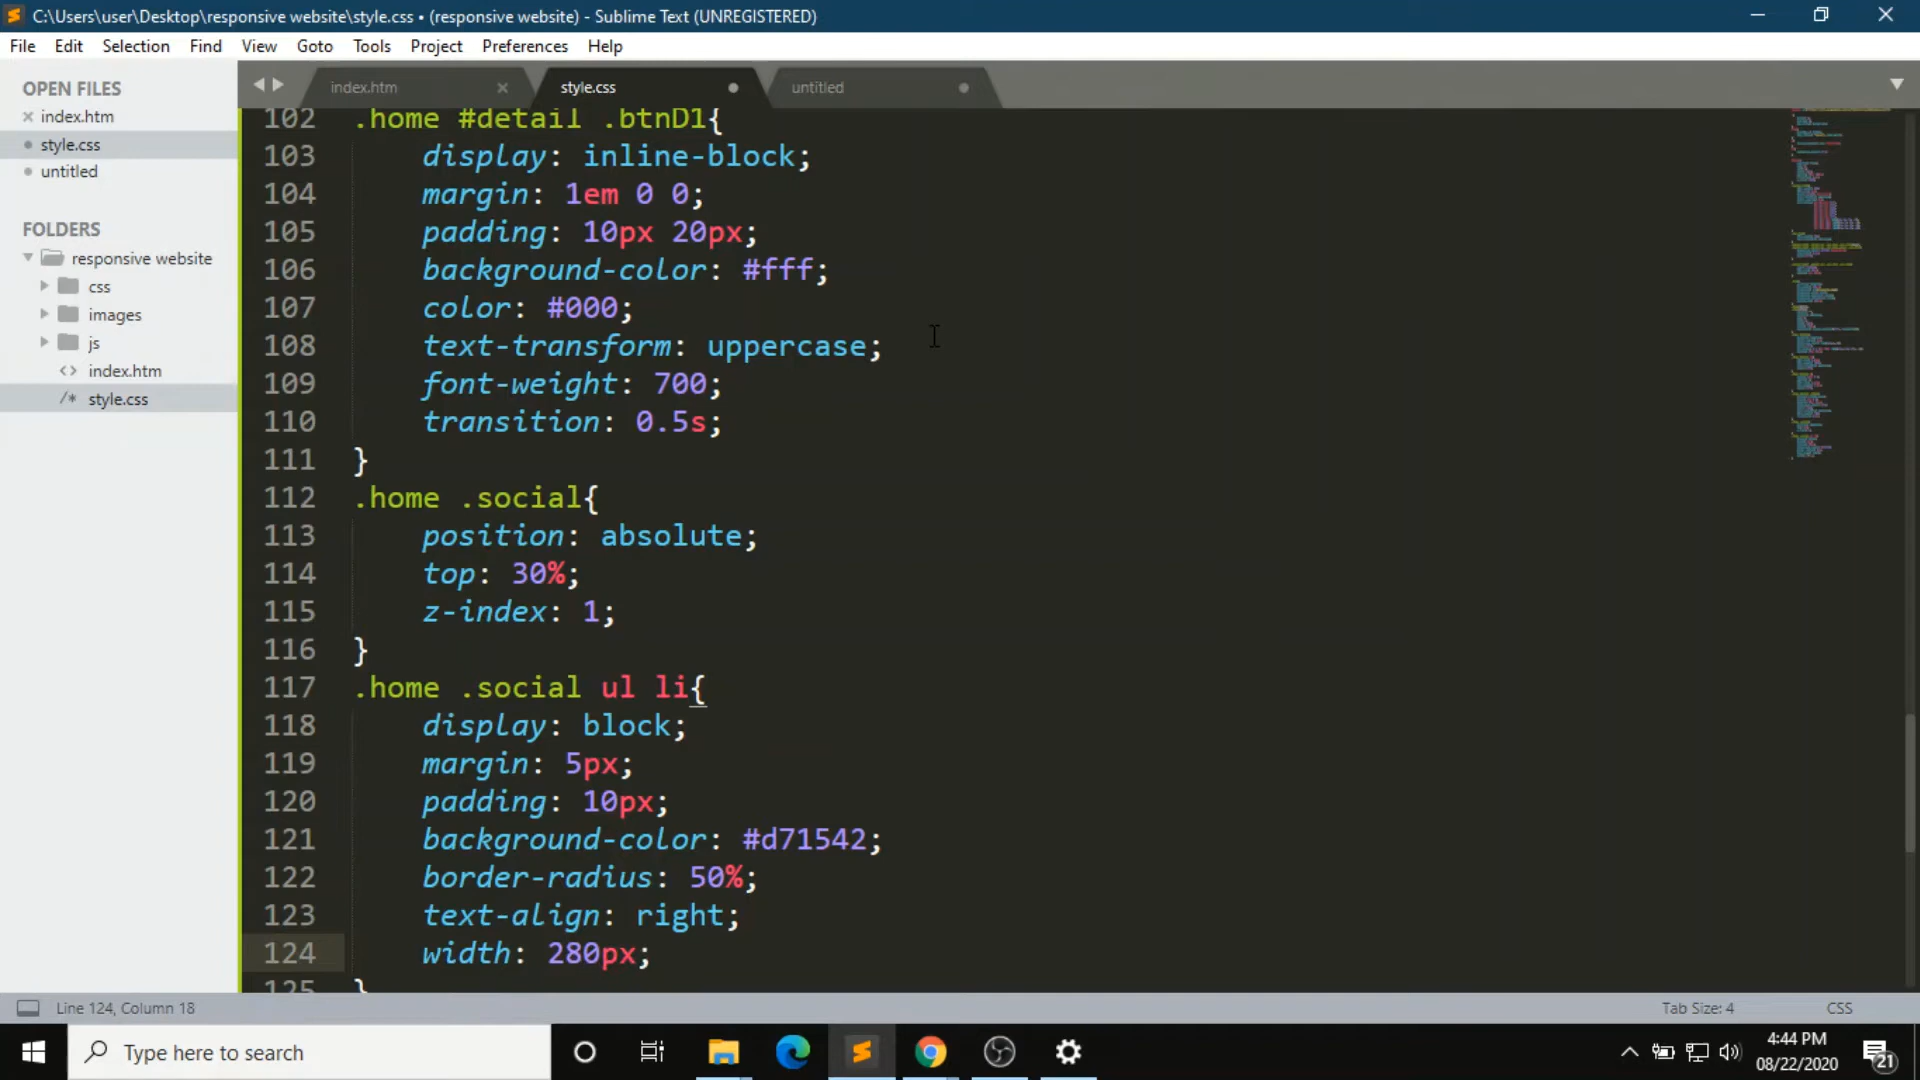 C:\Users\user\Desktop\responsive website\style.css • (responsive website) - Sublime Text (UNREGISTERED)
File Edit Selection Find View Goto Tools Project Preferences Help
OPEN FILES
index.htm
style.css
untitled
FOLDERS
responsive website
css
images
js
index.htm
style.css
index.htm style.css untitled
102 .home #detail .btnD1{
103 display: inline-block;
104 margin: 1em 0 0;
105 padding: 10px 20px;
106 background-color: #fff;
107 color: #000;
108 text-transform: uppercase;
109 font-weight: 700;
110 transition: 0.5s;
111 }
112 .home .social{
113 position: absolute;
114 top: 30%;
115 z-index: 1;
116 }
117 .home .social ul li{
118 display: block;
119 margin: 5px;
120 padding: 10px;
121 background-color: #d71542;
122 border-radius: 50%;
123 text-align: right;
124 width: 280px;
125 }
Line 124, Column 18 Tab Size: 4 CSS
Type here to search
4:44 PM
08/22/2020
21